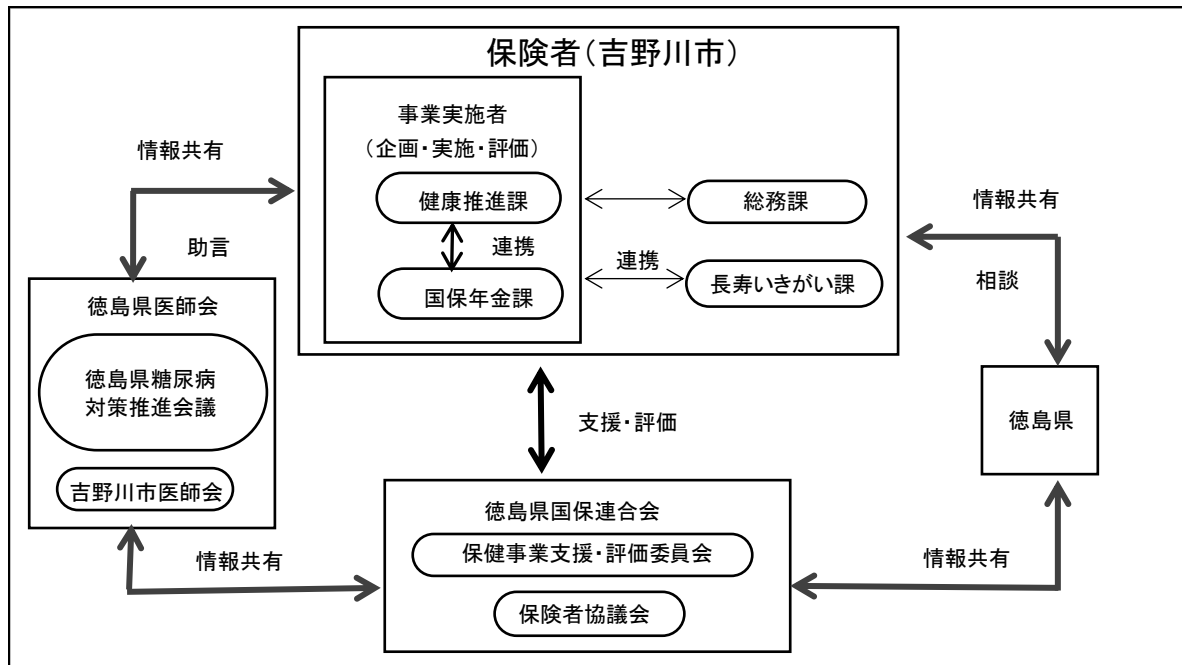 保険者(吉野川市)
事業実施者
(企画・実施・評価)
情報共有
健康推進課
総務課
情報共有
助言
連携
連携
国保年金課
長寿いきがい課
相談
徳島県医師会
徳島県糖尿病
対策推進会議
吉野川市医師会
支援・評価
徳島県
徳島県国保連合会
保健事業支援・評価委員会
保険者協議会
情報共有
情報共有